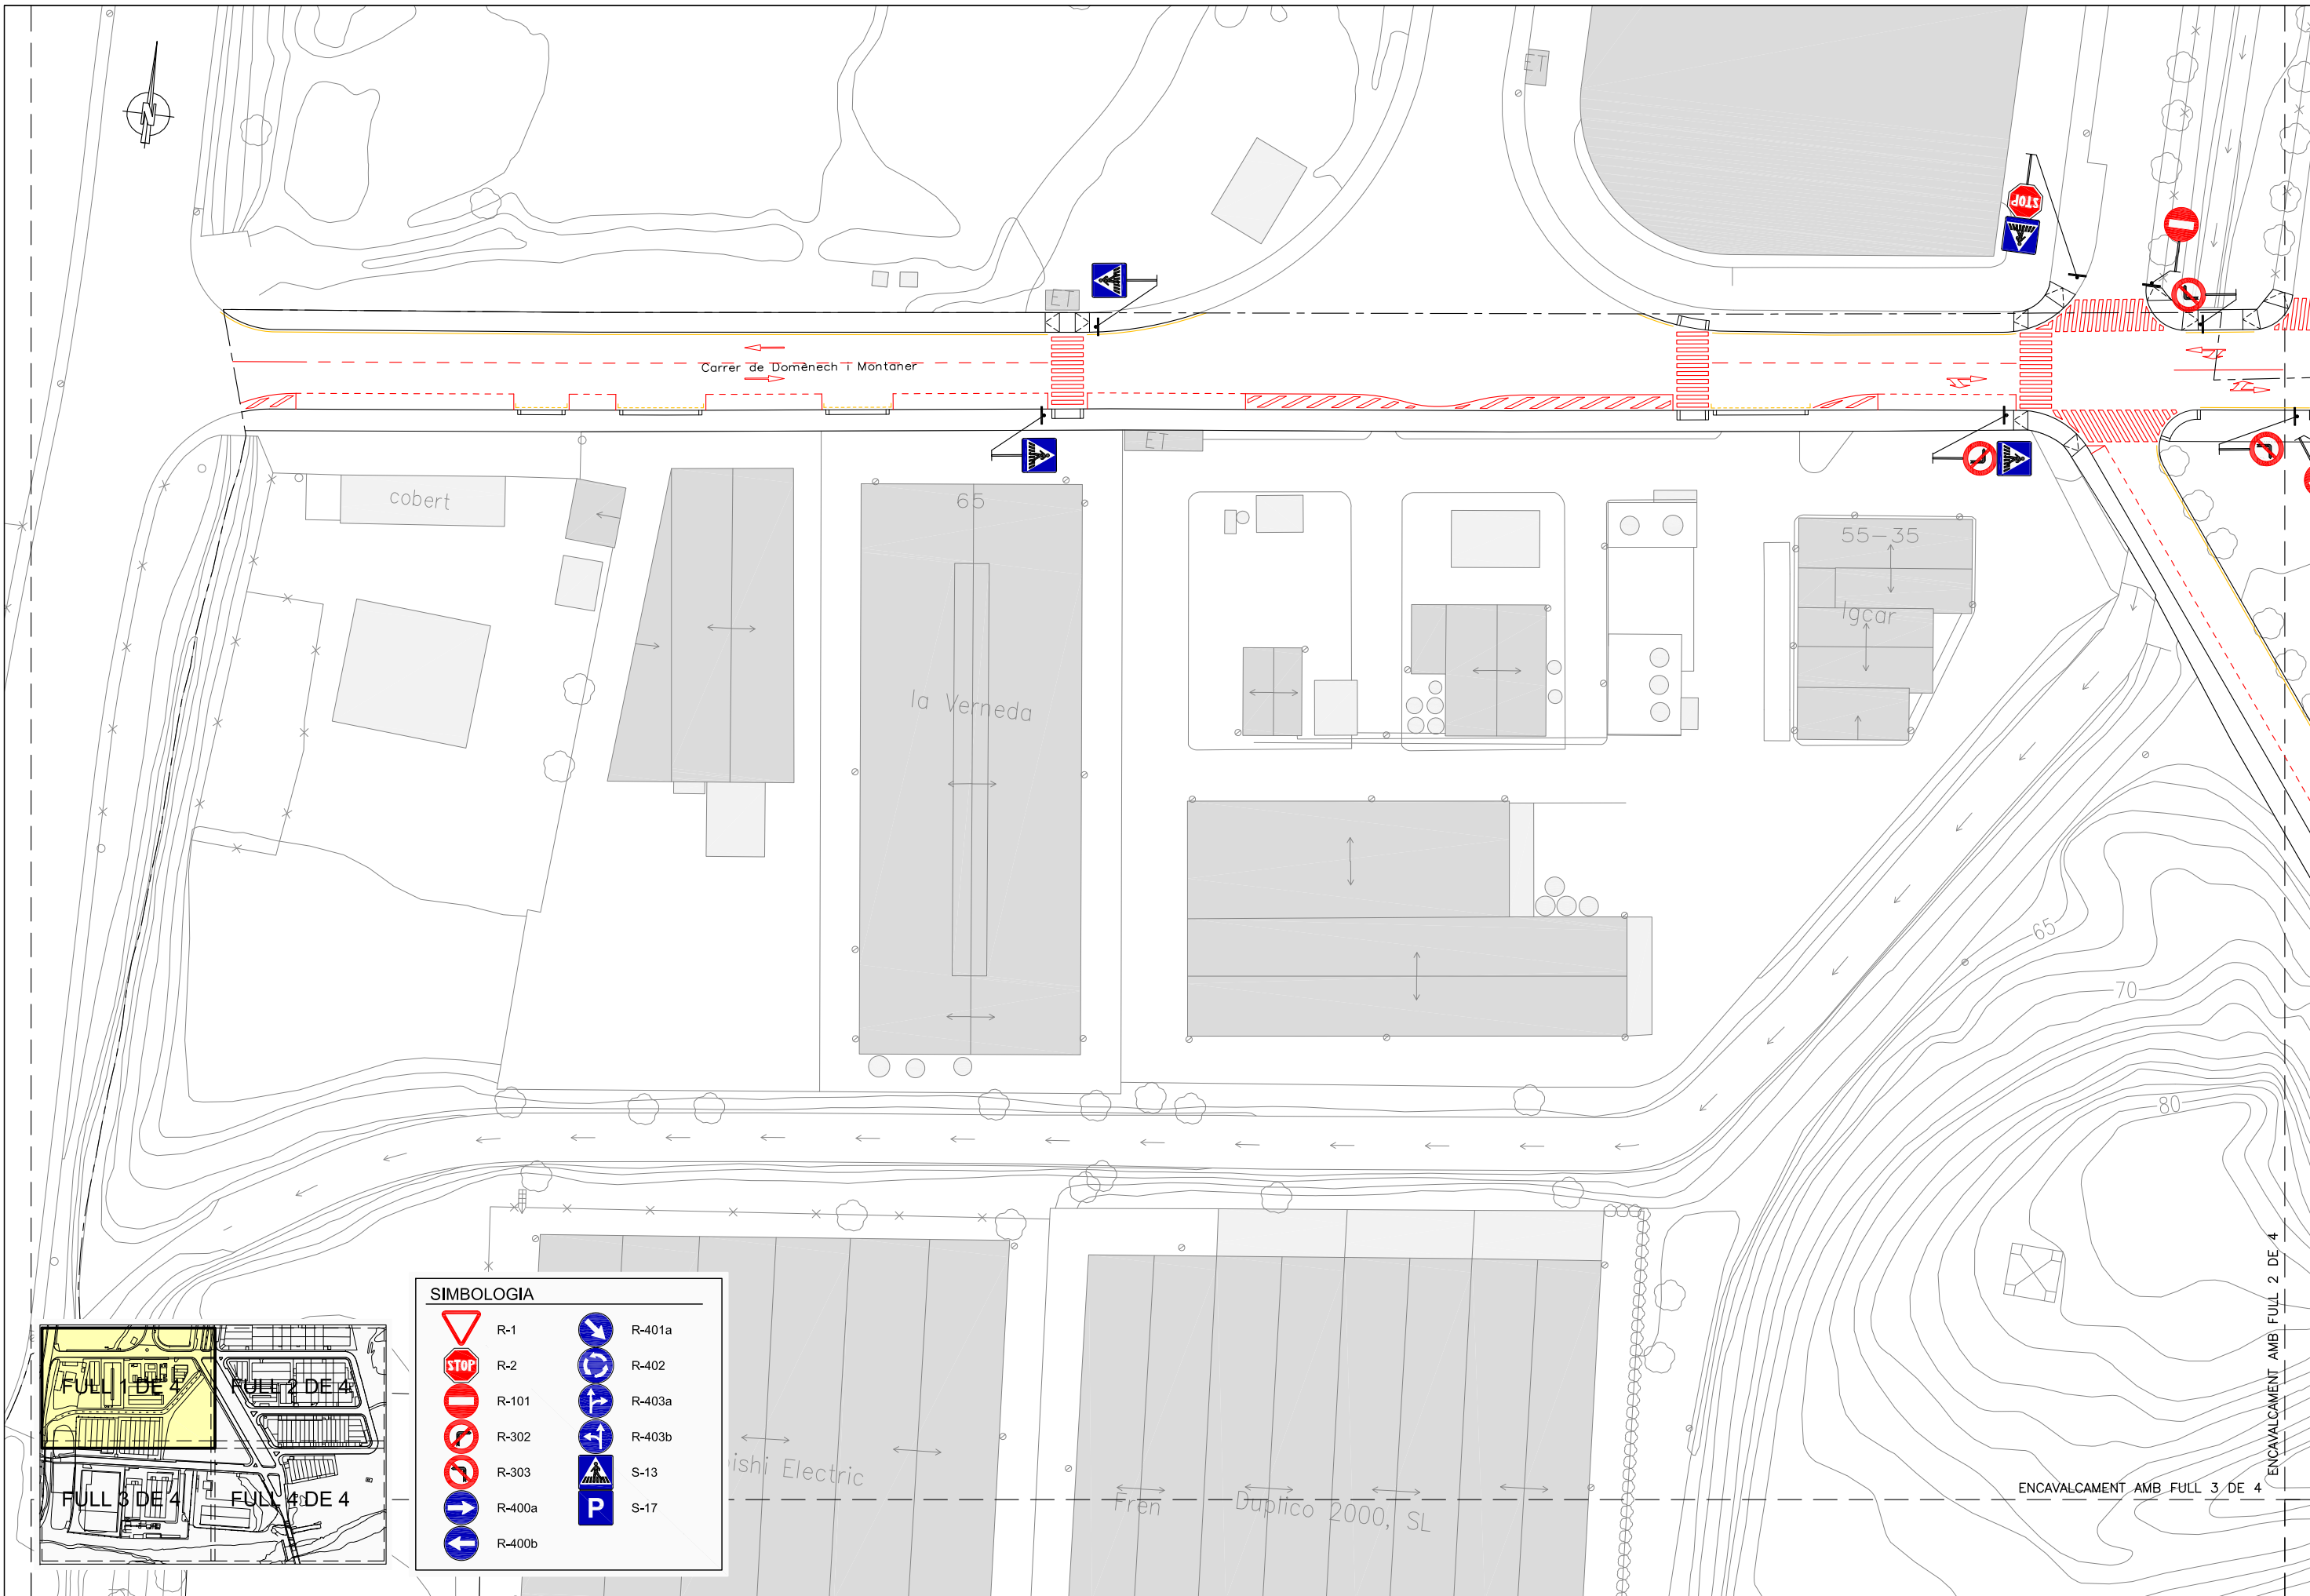 ET
STOP
ET
Carrer de Domènech i Montaner
ET
cobert
65
55-35
Igcar
la Verneda
65
70
80
SIMBOLOGIA
R-1
R-401a
STOP
R-2
R-402
R-101
R-403a
R-302
R-403b
R-303
S-13
R-400a
P
S-17
R-400b
FULL 1 DE 4
FULL 2 DE 4
FULL 3 DE 4
FULL 4 DE 4
ishi Electric
Fren
Duplico 2000, SL
ENCAVALCAMENT AMB FULL 2 DE 4
ENCAVALCAMENT AMB FULL 3 DE 4